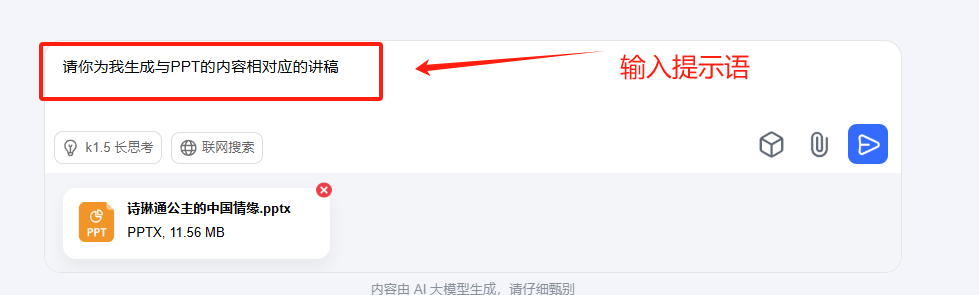 请你为我生成与PPT的内容相对应的讲稿
输入提示语
k1.5 长思考
联网搜索
诗琳通公主的中国情缘.pptx
PPT
PPTX, 11.56 MB
内容由 AI 大模型生成，请仔细甄别